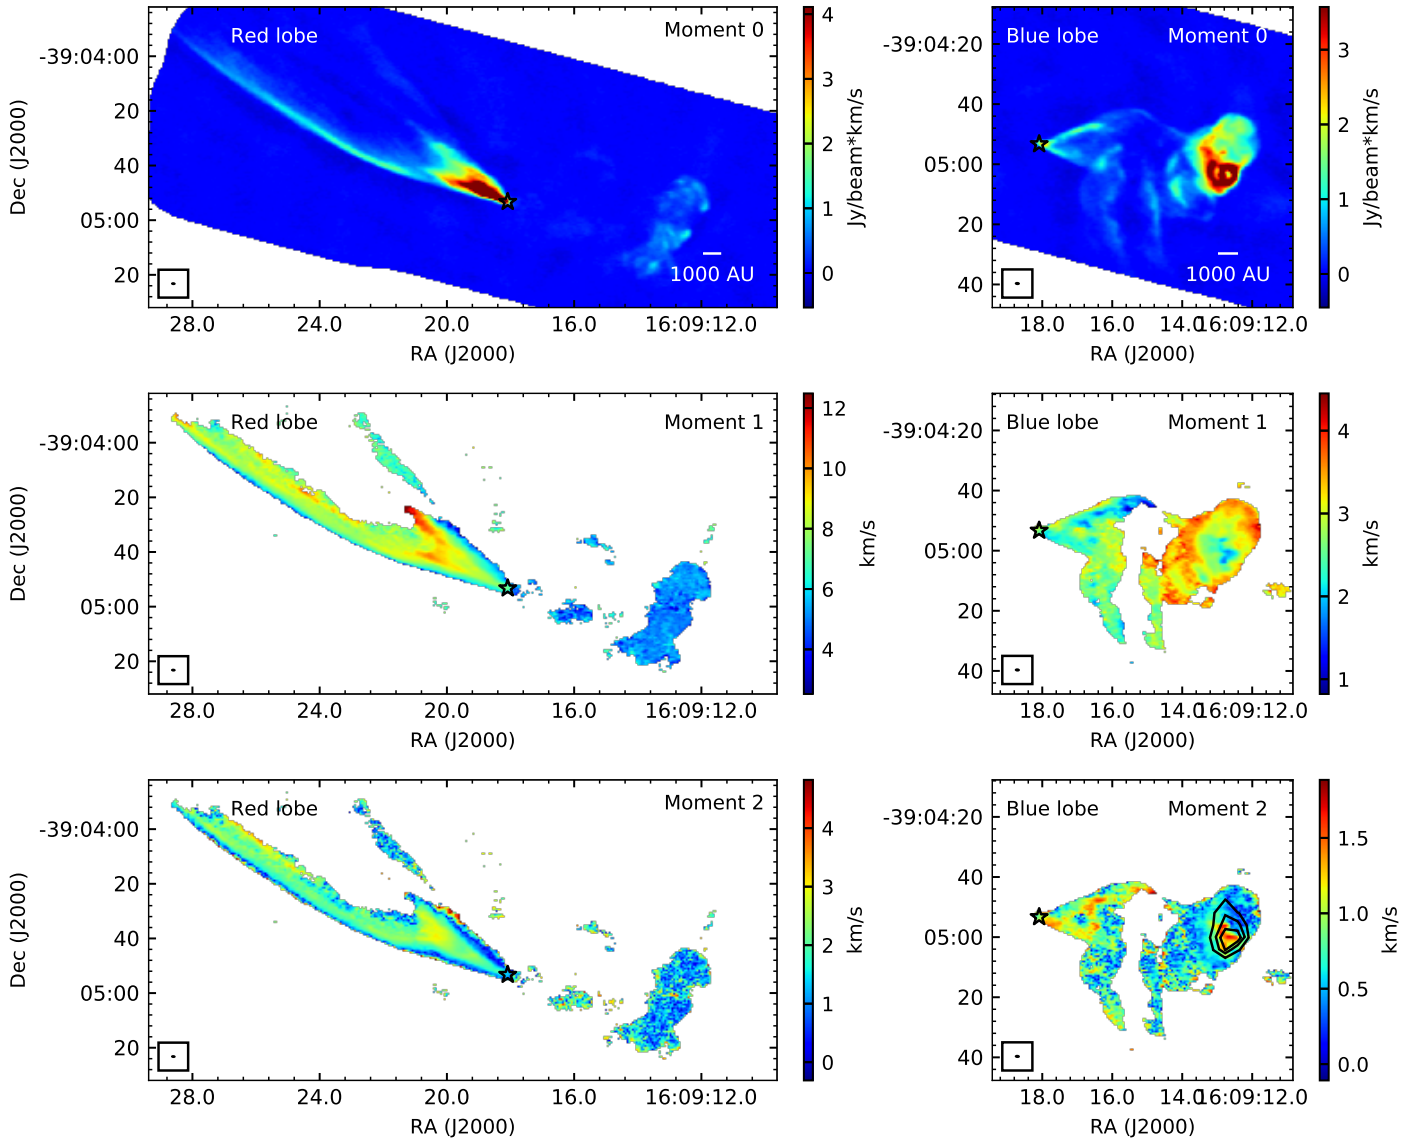 Red lobe
Moment 0
1000 AU
-39:04:00
20
40
05:00
20
Dec (J2000)
28.0
24.0
20.0
16.0
16:09:12.0
RA (J2000)
4
3
2
1
0
Jy/beam*km/s
Blue lobe
Moment 0
1000 AU
-39:04:20
40
05:00
20
40
18.0
16.0
14.0
16:09:12.0
RA (J2000)
3
2
1
0
Jy/beam*km/s
Red lobe
Moment 1
-39:04:00
20
40
05:00
20
Dec (J2000)
28.0
24.0
20.0
16.0
16:09:12.0
RA (J2000)
12
10
8
6
4
km/s
Blue lobe
Moment 1
-39:04:20
40
05:00
20
40
18.0
16.0
14.0
16:09:12.0
RA (J2000)
4
3
2
1
km/s
Red lobe
Moment 2
-39:04:00
20
40
05:00
20
Dec (J2000)
28.0
24.0
20.0
16.0
16:09:12.0
RA (J2000)
4
3
2
1
0
km/s
Blue lobe
Moment 2
-39:04:20
40
05:00
20
40
18.0
16.0
14.0
16:09:12.0
RA (J2000)
1.5
1.0
0.5
0.0
km/s